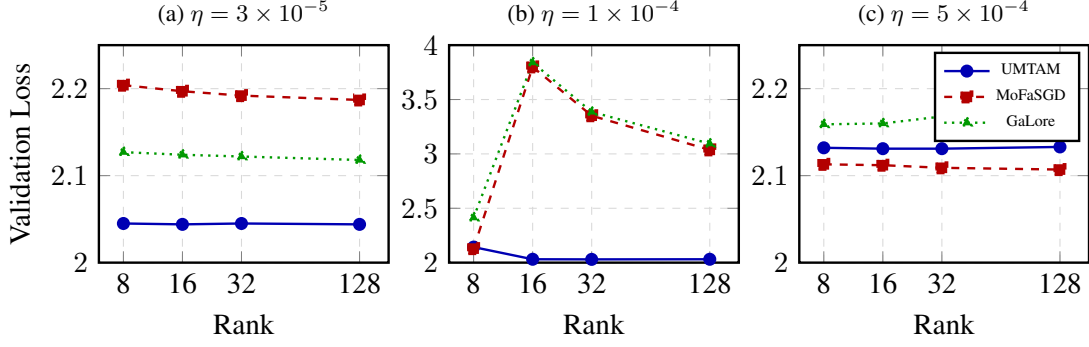 (a) η = 3 × 10⁻⁵
(b) η = 1 × 10⁻⁴
(c) η = 5 × 10⁻⁴
Validation Loss
2.2
2.1
2
8 16 32 128
Rank
4
3.5
3
2.5
2
8 16 32 128
Rank
2.2
2.1
2
8 16 32 128
Rank
UMTAM
MoFaSGD
GaLore